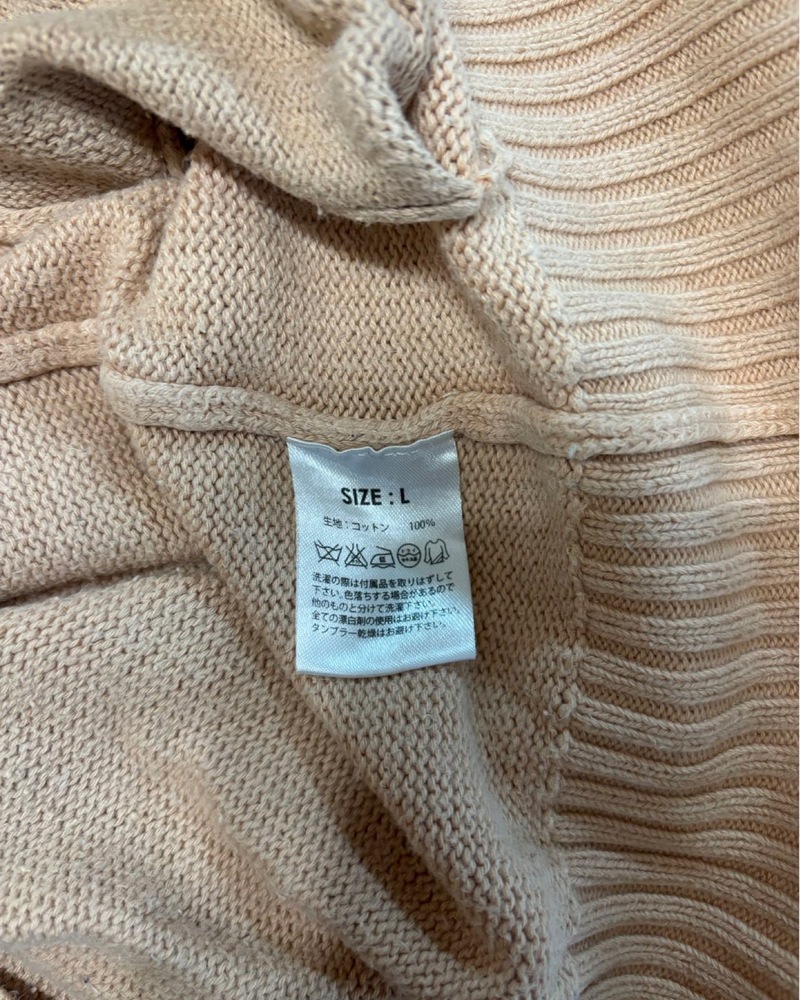 SIZE : L
生地 : コットン 100%
洗濯の際は付属品を取りはずして
下さい。色落ちする場合があるので
他のものと分けて洗濯下さい。
全ての漂白剤の使用はお避け下さい。
タンブラー乾燥はお避け下さい。